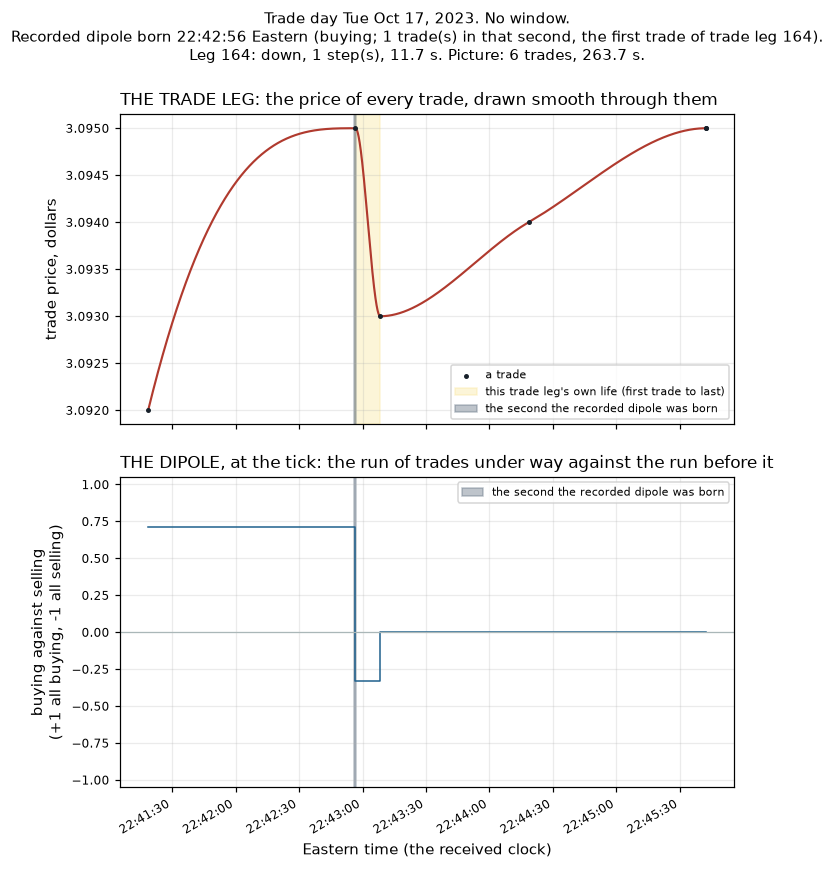 Trade day Tue Oct 17, 2023. No window.
Recorded dipole born 22:42:56 Eastern (buying; 1 trade(s) in that second, the first trade of trade leg 164).
Leg 164: down, 1 step(s), 11.7 s. Picture: 6 trades, 263.7 s.
THE TRADE LEG: the price of every trade, drawn smooth through them
3.0950
3.0945
3.0940
3.0935
3.0930
3.0925
3.0920
trade price, dollars
a trade
this trade leg's own life (first trade to last)
the second the recorded dipole was born
THE DIPOLE, at the tick: the run of trades under way against the run before it
1.00
0.75
0.50
0.25
0.00
−0.25
−0.50
−0.75
−1.00
buying against selling
(+1 all buying, -1 all selling)
the second the recorded dipole was born
22:41:30
22:42:00
22:42:30
22:43:00
22:43:30
22:44:00
22:44:30
22:45:00
22:45:30
Eastern time (the received clock)